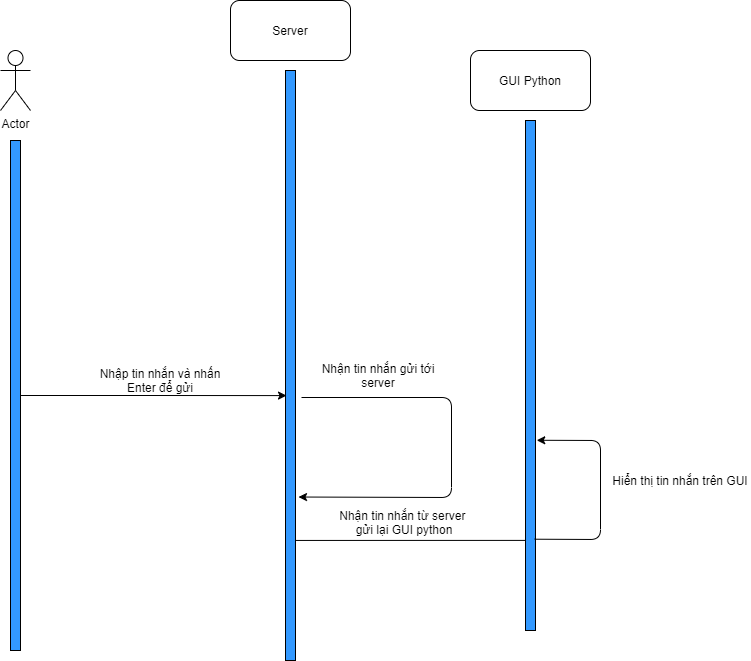 Server
GUI Python
Actor
Nhập tin nhắn và nhấn
Enter để gửi
Nhận tin nhắn gửi tới
server
Hiển thị tin nhắn trên GUI
Nhận tin nhắn từ server
gửi lại GUI python